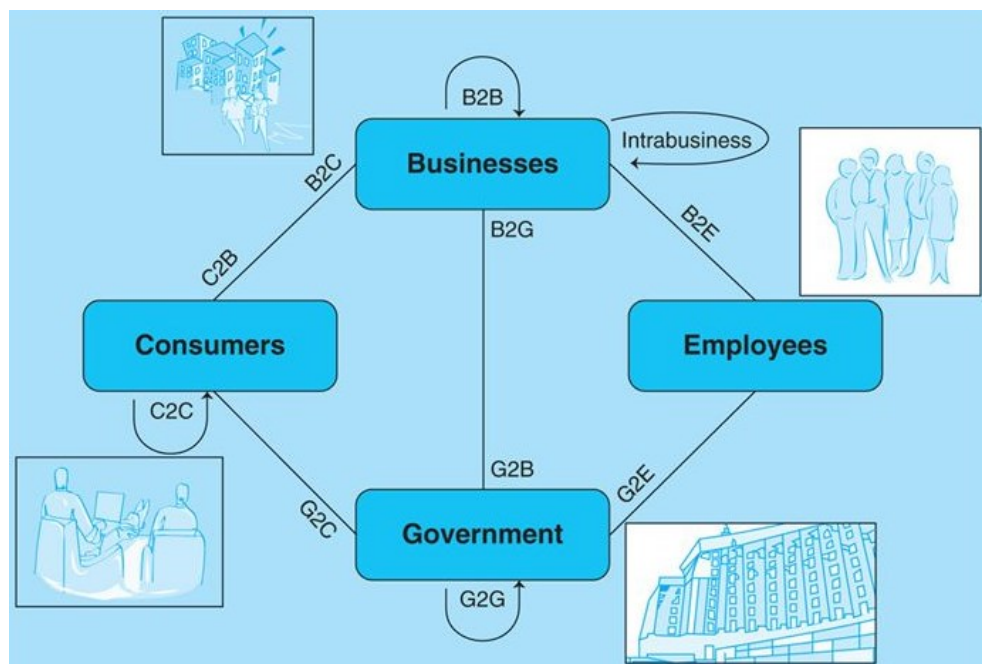 B2B
Businesses
Intrabusiness
B2C
B2G
B2E
C2B
Consumers
Employees
C2C
G2B
G2C
G2E
Government
G2G